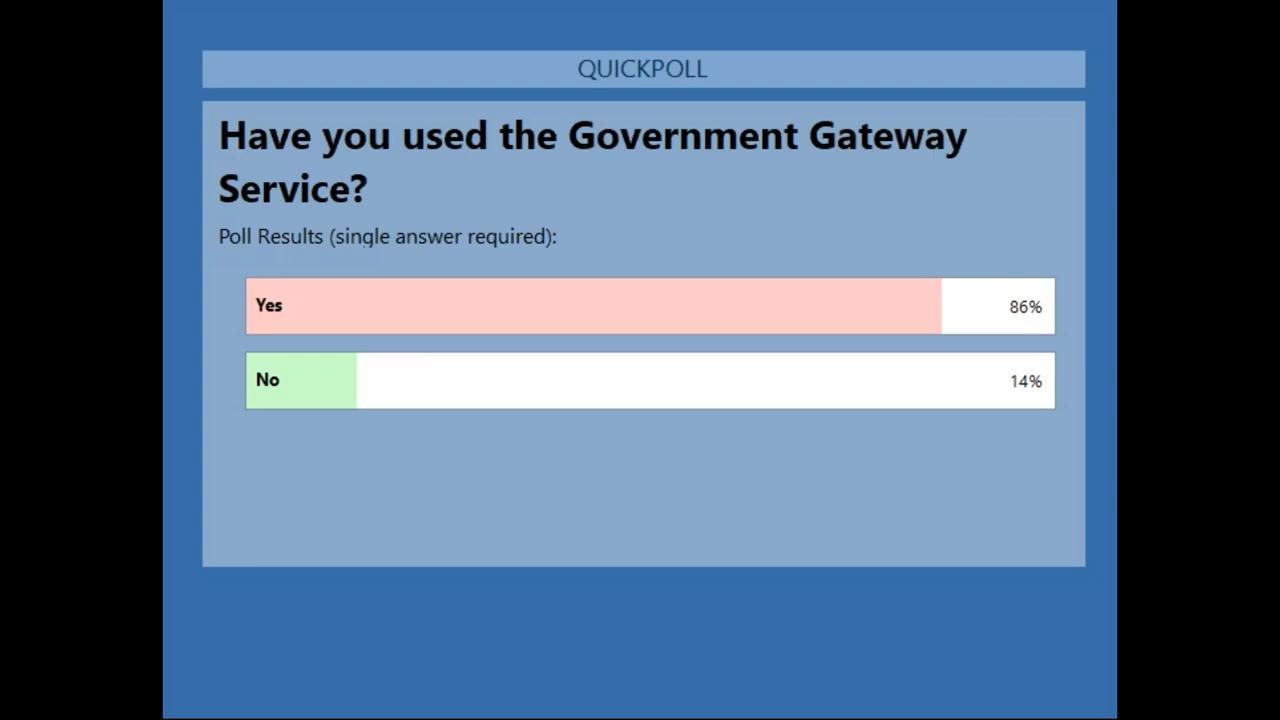 QUICKPOLL
Have you used the Government Gateway
Service?
Poll Results (single answer required):
Yes 86%
No 14%